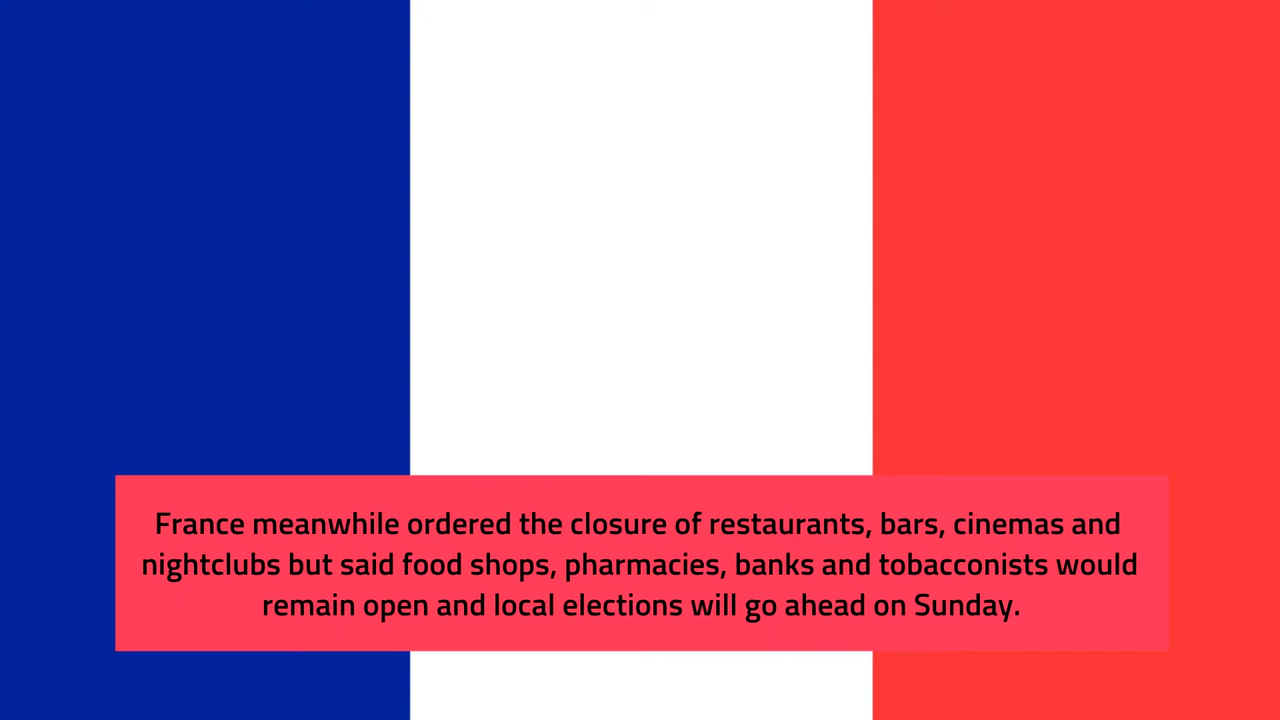 France meanwhile ordered the closure of restaurants, bars, cinemas and
nightclubs but said food shops, pharmacies, banks and tobacconists would
remain open and local elections will go ahead on Sunday.